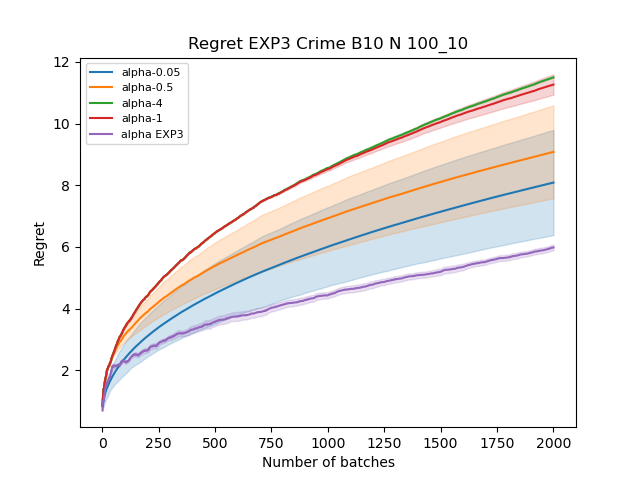 Regret EXP3 Crime B10 N 100_10
12
10
8
6
4
2
Regret
alpha-0.05
alpha-0.5
alpha-4
alpha-1
alpha EXP3
0 250 500 750 1000 1250 1500 1750 2000
Number of batches